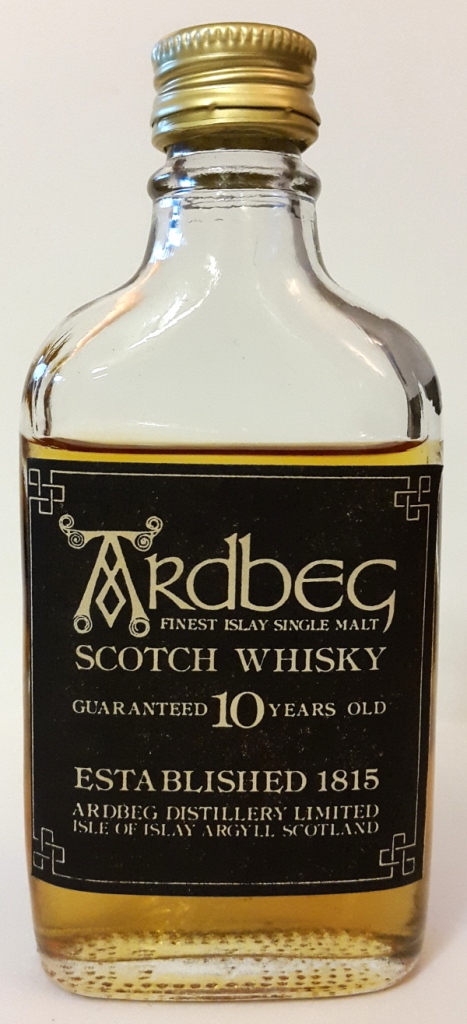 ARdbEG
FINEST ISLAY SINGLE MALT
SCOTCH WHISKY
GUARANTEED 10 YEARS OLD
ESTABLISHED 1815
ARDBEG DISTILLERY LIMITED
ISLE OF ISLAY ARGYLL SCOTLAND